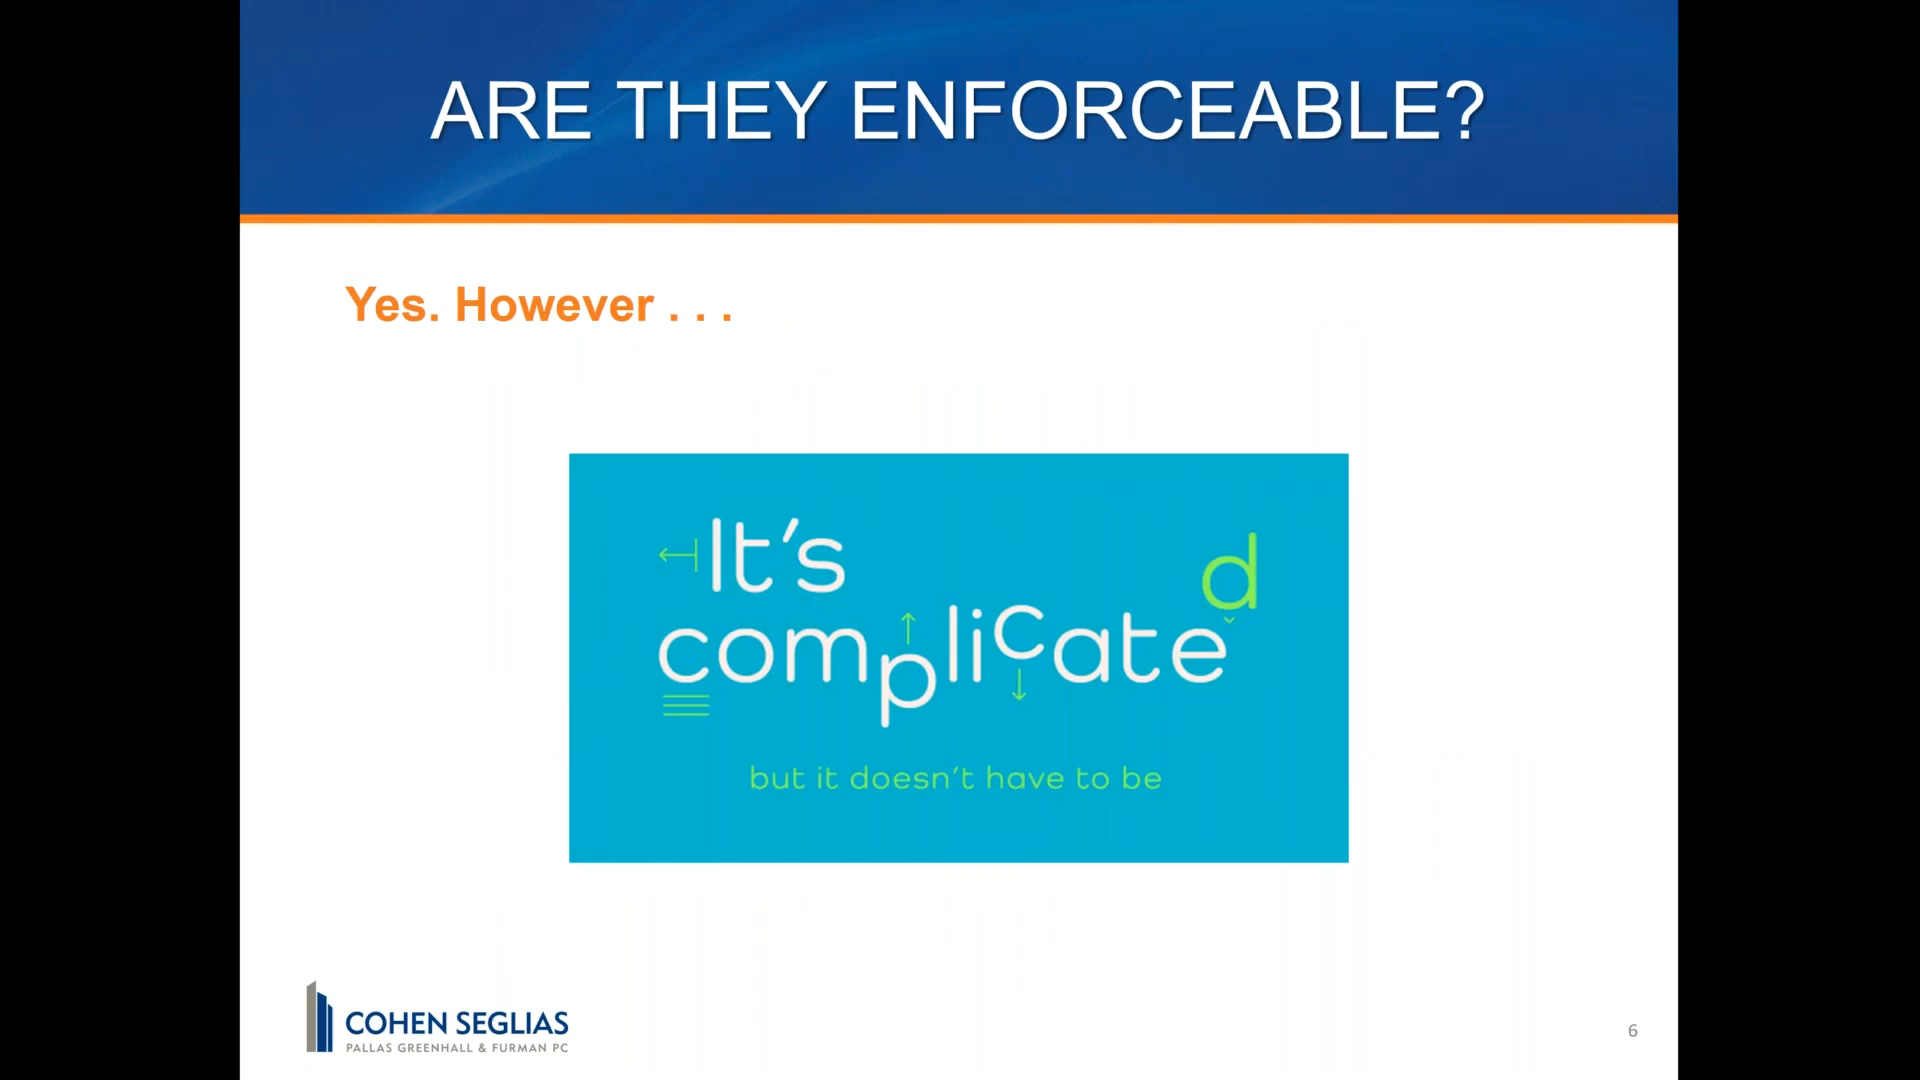 ARE THEY ENFORCEABLE?
Yes. However . . .
It's
complicated
but it doesn't have to be
COHEN SEGLIAS
PALLAS GREENHALL & FURMAN PC
6